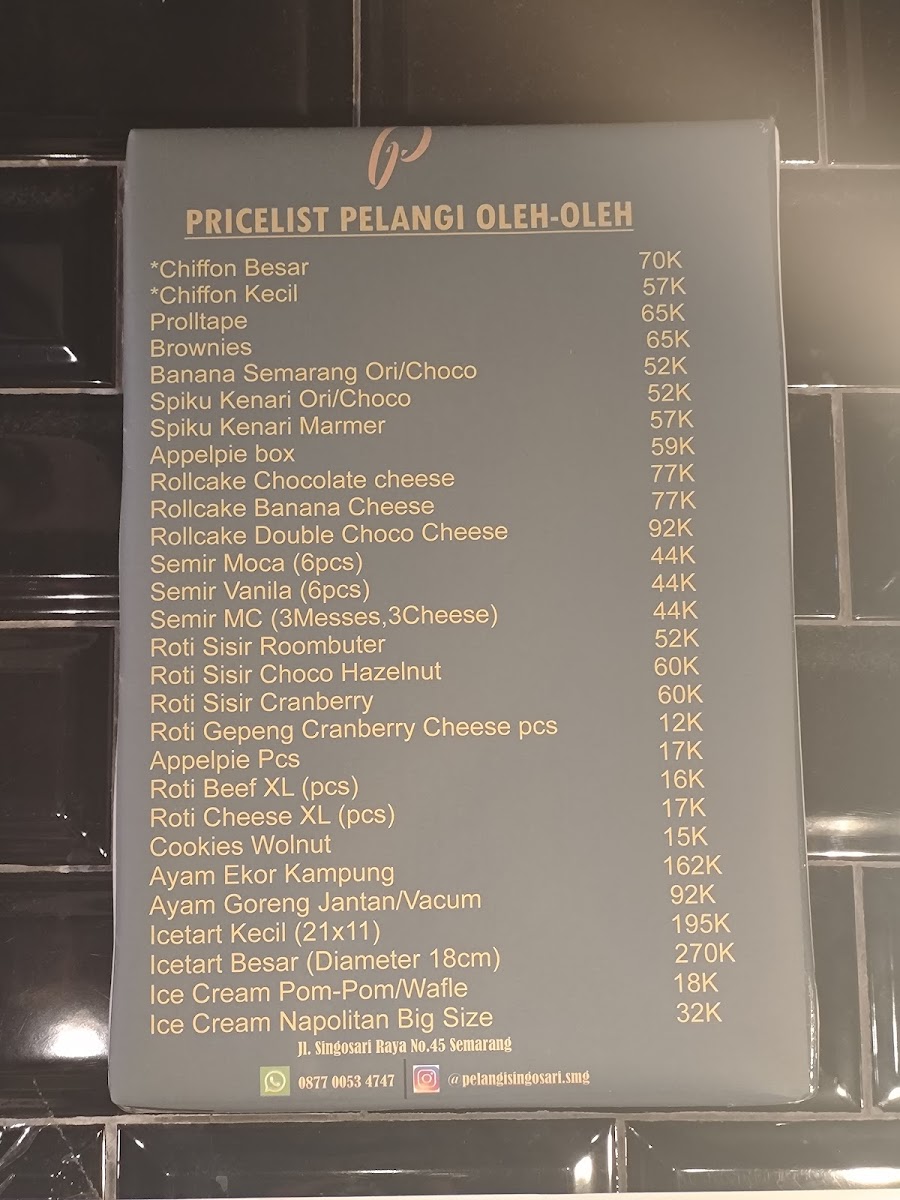 PRICELIST PELANGI OLEH-OLEH
*Chiffon Besar 70K
*Chiffon Kecil 57K
Prolltape 65K
Brownies 65K
Banana Semarang Ori/Choco 52K
Spiku Kenari Ori/Choco 52K
Spiku Kenari Marmer 57K
Appelpie box 59K
Rollcake Chocolate cheese 77K
Rollcake Banana Cheese 77K
Rollcake Double Choco Cheese 92K
Semir Moca (6pcs) 44K
Semir Vanila (6pcs) 44K
Semir MC (3Messes,3Cheese) 44K
Roti Sisir Roombuter 52K
Roti Sisir Choco Hazelnut 60K
Roti Sisir Cranberry 60K
Roti Gepeng Cranberry Cheese pcs 12K
Appelpie Pcs 17K
Roti Beef XL (pcs) 16K
Roti Cheese XL (pcs) 17K
Cookies Wolnut 15K
Ayam Ekor Kampung 162K
Ayam Goreng Jantan/Vacum 92K
Icetart Kecil (21x11) 195K
Icetart Besar (Diameter 18cm) 270K
Ice Cream Pom-Pom/Wafle 18K
Ice Cream Napolitan Big Size 32K
Jl. Singosari Raya No.45 Semarang
0877 0053 4747 @pelangisingosari.smg